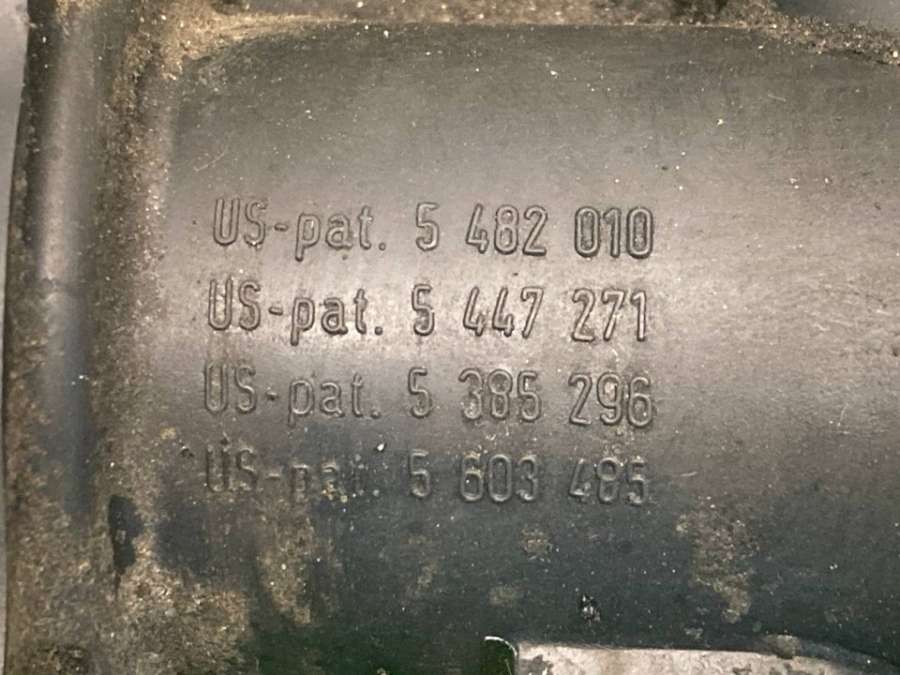 US-pat. 5 482 010
US-pat. 5 447 271
US-pat. 5 385 296
US-pat. 5 603 485